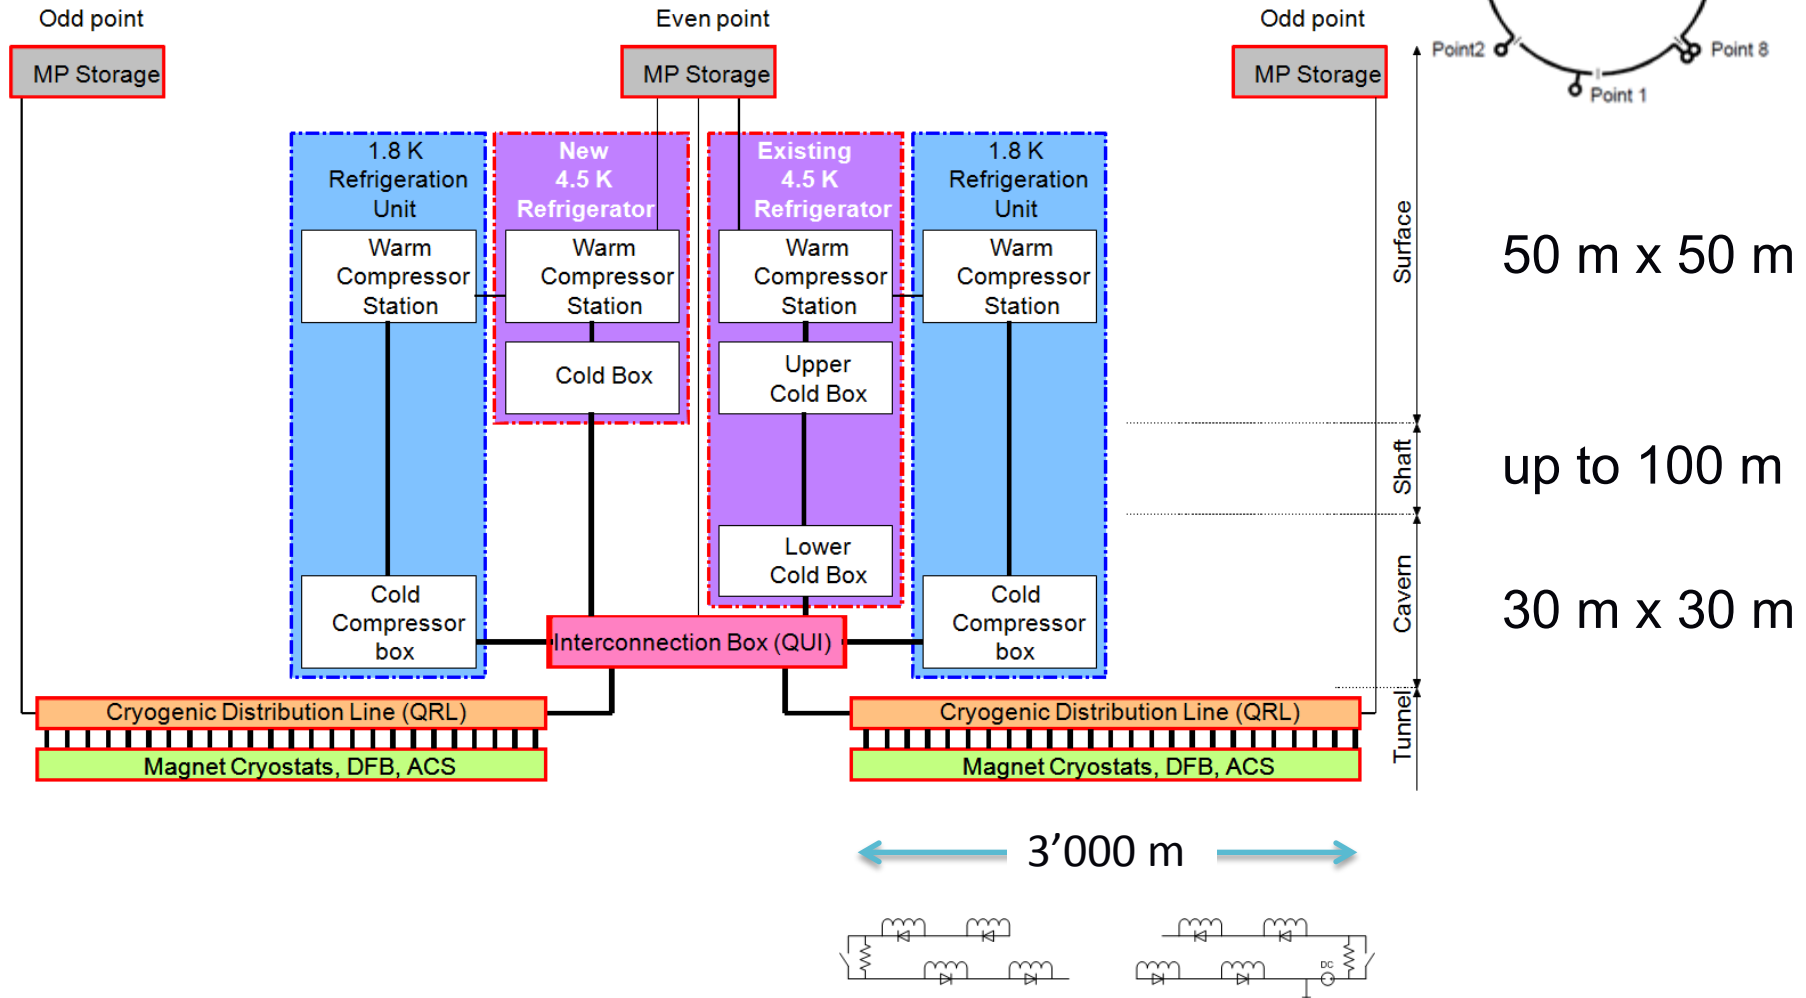 Odd point
Even point
Odd point
MP Storage
MP Storage
MP Storage
Point2
Point 8
Point 1
1.8 K
Refrigeration
Unit
New
4.5 K
Refrigerator
Existing
4.5 K
Refrigerator
1.8 K
Refrigeration
Unit
Warm
Compressor
Station
Warm
Compressor
Station
Warm
Compressor
Station
Warm
Compressor
Station
Cold Box
Upper
Cold Box
Lower
Cold Box
Cold
Compressor
box
Cold
Compressor
box
Interconnection Box (QUI)
Cryogenic Distribution Line (QRL)
Cryogenic Distribution Line (QRL)
Magnet Cryostats, DFB, ACS
Magnet Cryostats, DFB, ACS
Surface
Shaft
Cavern
Tunnel
50 m x 50 m
up to 100 m
30 m x 30 m
3’000 m
DC